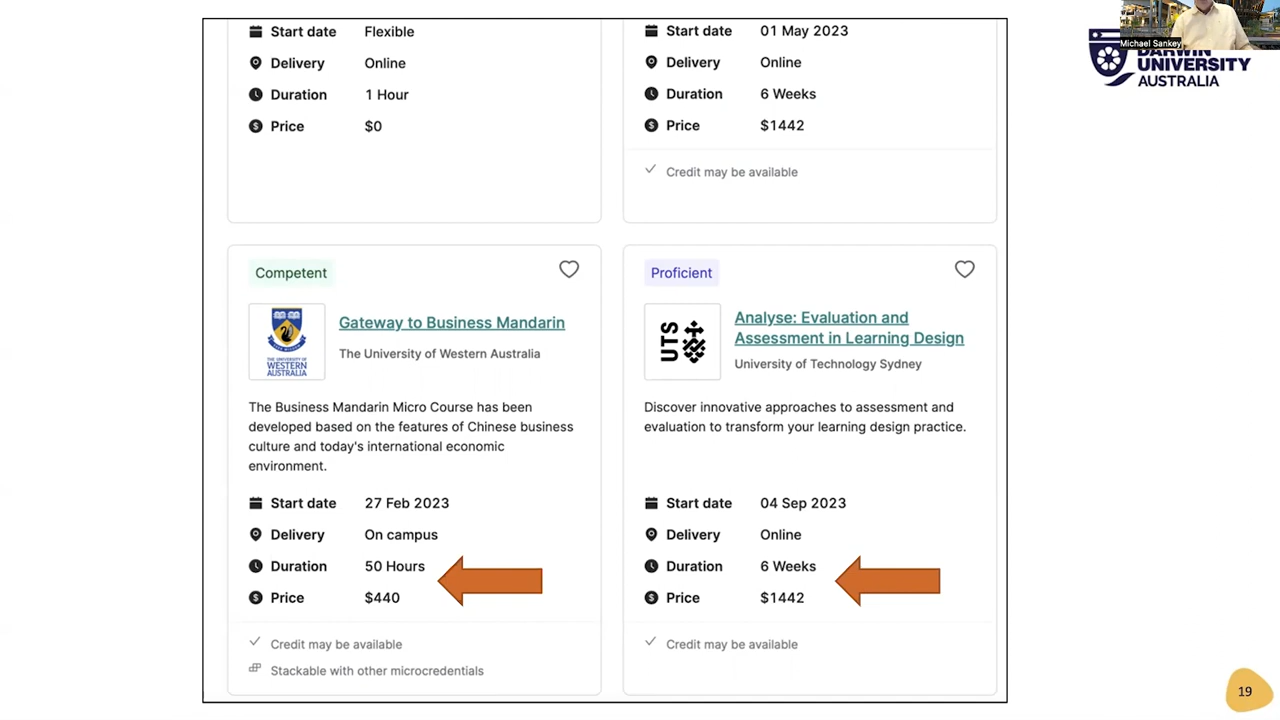 Start date Flexible
Delivery Online
Duration 1 Hour
Price $0
Start date 01 May 2023
Delivery Online
Duration 6 Weeks
Price $1442
Credit may be available
Michael Sankey
DARWIN
UNIVERSITY
AUSTRALIA
Competent
THE UNIVERSITY OF
WESTERN
AUSTRALIA
Gateway to Business Mandarin
The University of Western Australia
The Business Mandarin Micro Course has been
developed based on the features of Chinese business
culture and today's international economic
environment.
Start date 27 Feb 2023
Delivery On campus
Duration 50 Hours
Price $440
Credit may be available
Stackable with other microcredentials
Proficient
UTS
Analyse: Evaluation and
Assessment in Learning Design
University of Technology Sydney
Discover innovative approaches to assessment and
evaluation to transform your learning design practice.
Start date 04 Sep 2023
Delivery Online
Duration 6 Weeks
Price $1442
Credit may be available
19